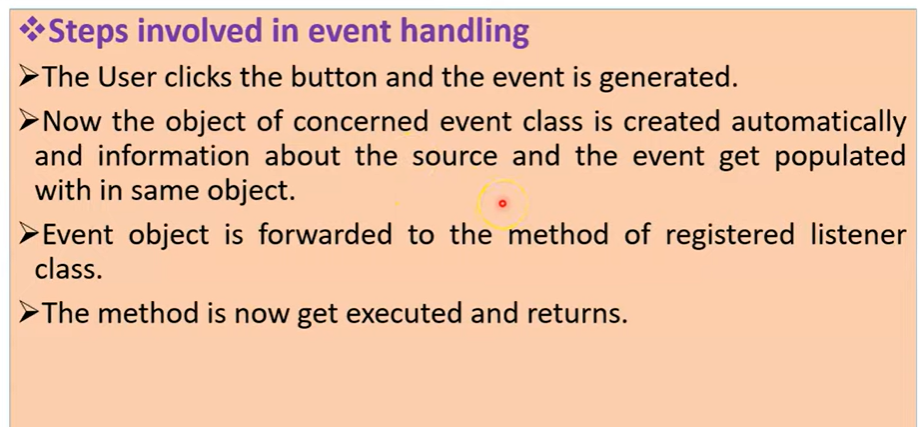 ❖Steps involved in event handling
➢The User clicks the button and the event is generated.
➢Now the object of concerned event class is created automatically
and information about the source and the event get populated
with in same object.
➢Event object is forwarded to the method of registered listener
class.
➢The method is now get executed and returns.